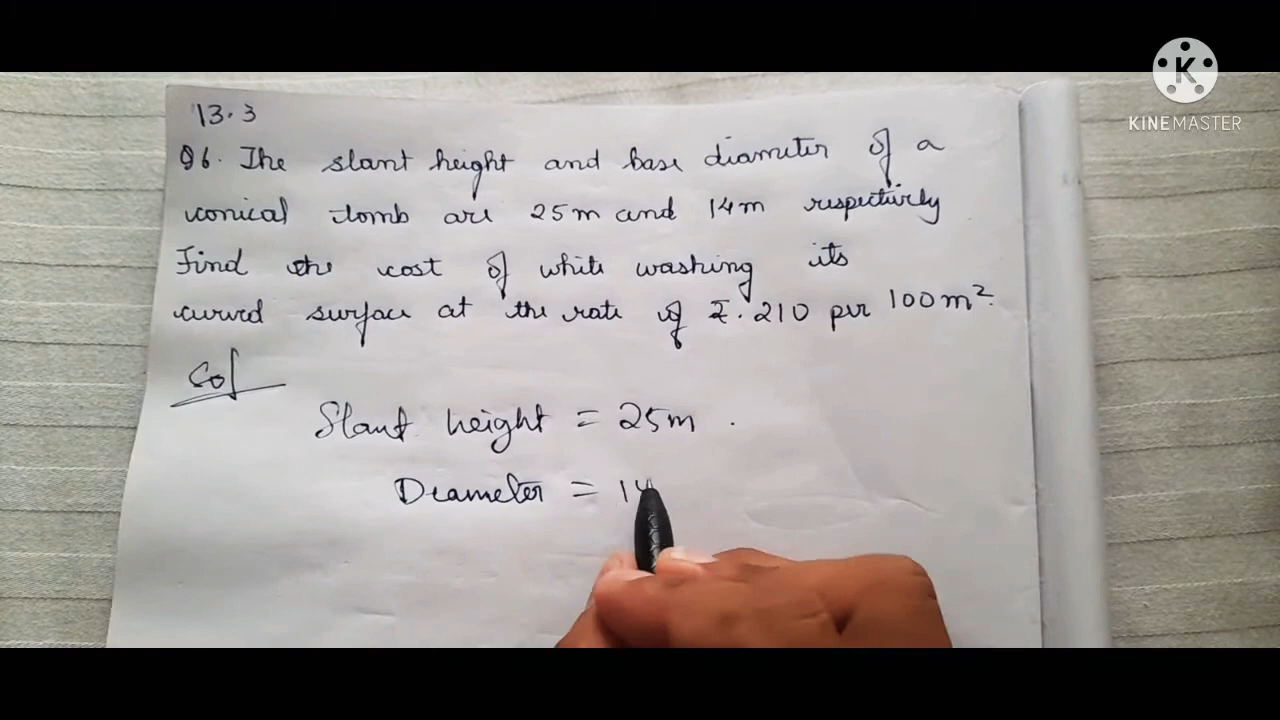 13.3
Q6. The slant height and base diameter of a
conical tomb are 25m and 14m respectively
Find the cost of white washing its
curved surface at the rate of ₹. 210 per 100m².
Sol
Slant height = 25m .
Diameter = 14
K
KINEMASTER